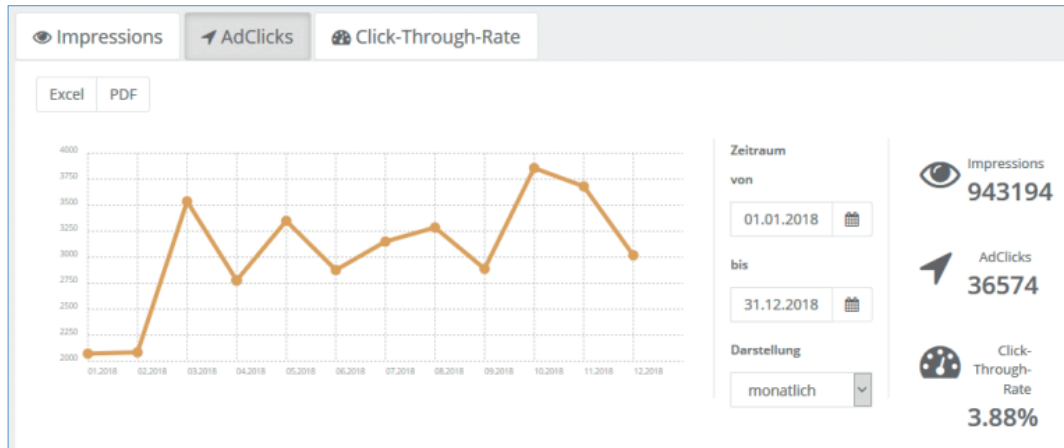 Impressions
AdClicks
Click-Through-Rate
Excel
PDF
4000
3750
3500
3250
3000
2750
2500
2250
2000
01.2018
02.2018
03.2018
04.2018
05.2018
06.2018
07.2018
08.2018
09.2018
10.2018
11.2018
12.2018
Zeitraum
von
01.01.2018
bis
31.12.2018
Darstellung
monatlich
Impressions
943194
AdClicks
36574
Click-
Through-
Rate
3.88%